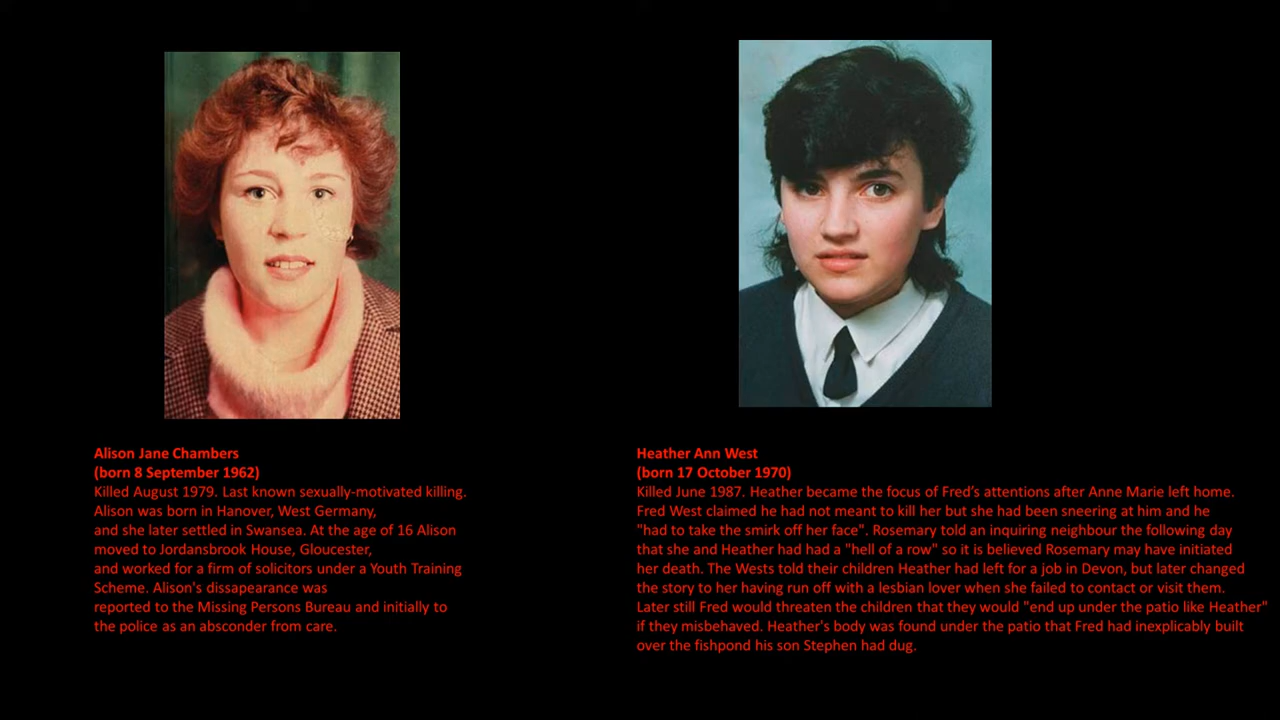 Alison Jane Chambers
(born 8 September 1962)
Killed August 1979. Last known sexually-motivated killing.
Alison was born in Hanover, West Germany,
and she later settled in Swansea. At the age of 16 Alison
moved to Jordansbrook House, Gloucester,
and worked for a firm of solicitors under a Youth Training
Scheme. Alison's dissapearance was
reported to the Missing Persons Bureau and initially to
the police as an absconder from care.
Heather Ann West
(born 17 October 1970)
Killed June 1987. Heather became the focus of Fred’s attentions after Anne Marie left home.
Fred West claimed he had not meant to kill her but she had been sneering at him and he
"had to take the smirk off her face". Rosemary told an inquiring neighbour the following day
that she and Heather had had a "hell of a row" so it is believed Rosemary may have initiated
her death. The Wests told their children Heather had left for a job in Devon, but later changed
the story to her having run off with a lesbian lover when she failed to contact or visit them.
Later still Fred would threaten the children that they would "end up under the patio like Heather"
if they misbehaved. Heather's body was found under the patio that Fred had inexplicably built
over the fishpond his son Stephen had dug.